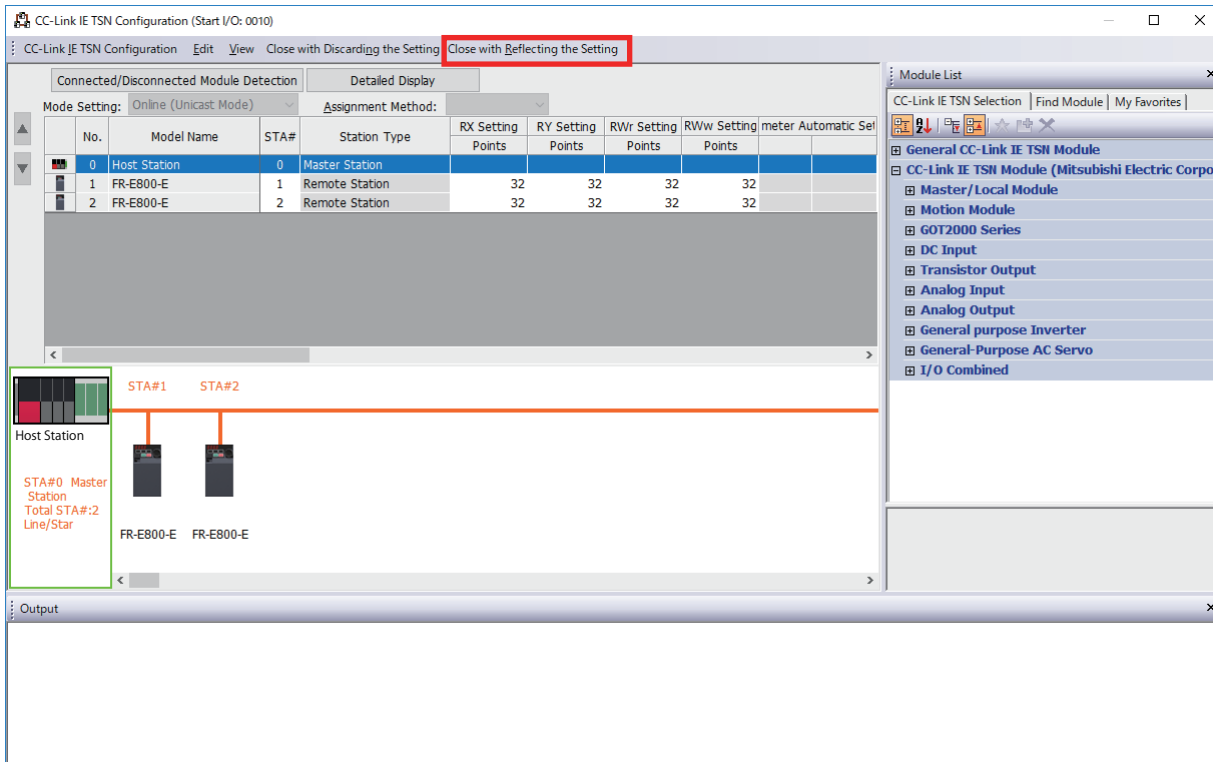 CC-Link IE TSN Configuration (Start I/O: 0010)
CC-Link IE TSN Configuration Edit View Close with Discarding the Setting Close with Reflecting the Setting
Connected/Disconnected Module Detection Detailed Display
Mode Setting: Online (Unicast Mode) Assignment Method:
No. Model Name STA# Station Type RX Setting RY Setting RWr Setting RWw Setting meter Automatic Set
Points Points Points Points
0 Host Station 0 Master Station
1 FR-E800-E 1 Remote Station 32 32 32 32
2 FR-E800-E 2 Remote Station 32 32 32 32
STA#1 STA#2
Host Station
STA#0 Master
Station
Total STA#:2
Line/Star
FR-E800-E FR-E800-E
Module List
CC-Link IE TSN Selection Find Module My Favorites
General CC-Link IE TSN Module
CC-Link IE TSN Module (Mitsubishi Electric Corpo
Master/Local Module
Motion Module
GOT2000 Series
DC Input
Transistor Output
Analog Input
Analog Output
General purpose Inverter
General-Purpose AC Servo
I/O Combined
Output